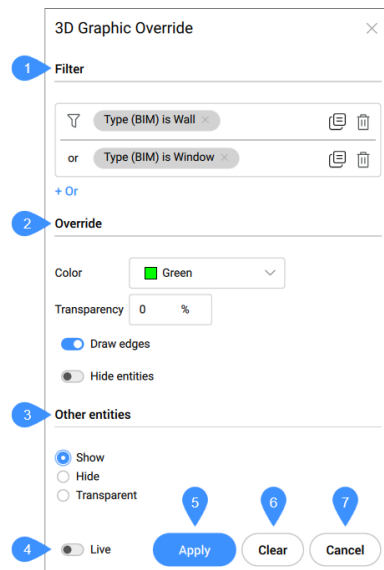 3D Graphic Override
1 Filter
Type (BIM) is Wall ×
or Type (BIM) is Window ×
+ Or
2 Override
Color Green
Transparency 0 %
Draw edges
Hide entities
3 Other entities
Show
Hide
Transparent
5 6 7
4 Live Apply Clear Cancel